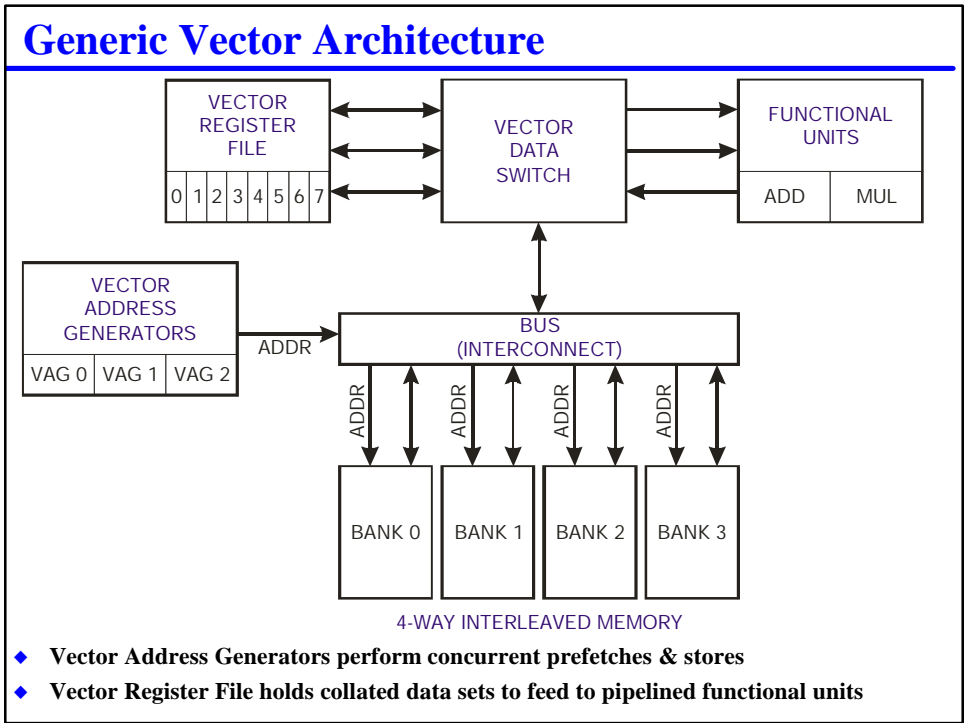 Generic Vector Architecture
VECTOR
REGISTER
FILE
0 1 2 3 4 5 6 7
VECTOR
DATA
SWITCH
FUNCTIONAL
UNITS
ADD MUL
VECTOR
ADDRESS
GENERATORS
VAG 0 VAG 1 VAG 2
ADDR
BUS
(INTERCONNECT)
ADDR
ADDR
ADDR
ADDR
BANK 0
BANK 1
BANK 2
BANK 3
4-WAY INTERLEAVED MEMORY
◆ Vector Address Generators perform concurrent prefetches & stores
◆ Vector Register File holds collated data sets to feed to pipelined functional units